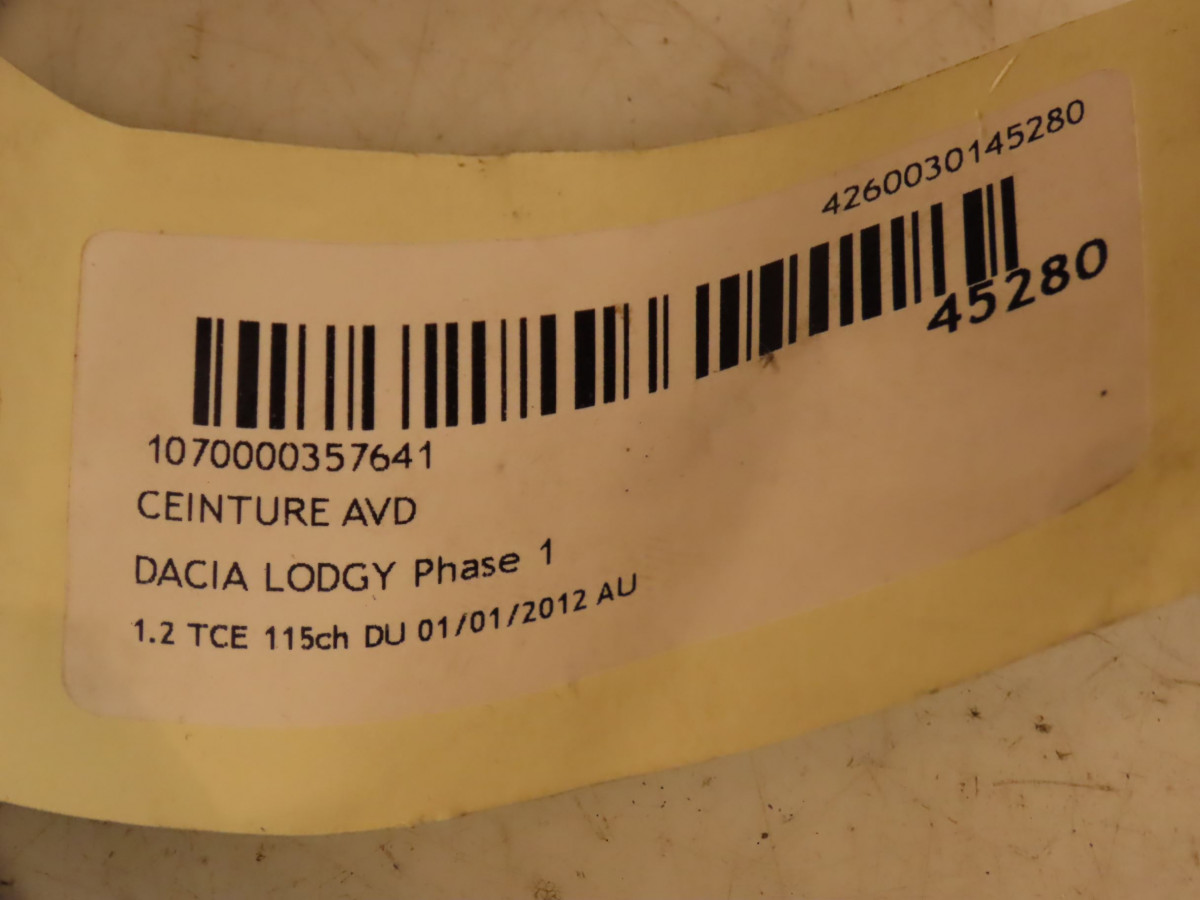 4260030145280
45280
1070000357641
CEINTURE AVD
DACIA LODGY Phase 1
1.2 TCE 115ch DU 01/01/2012 AU